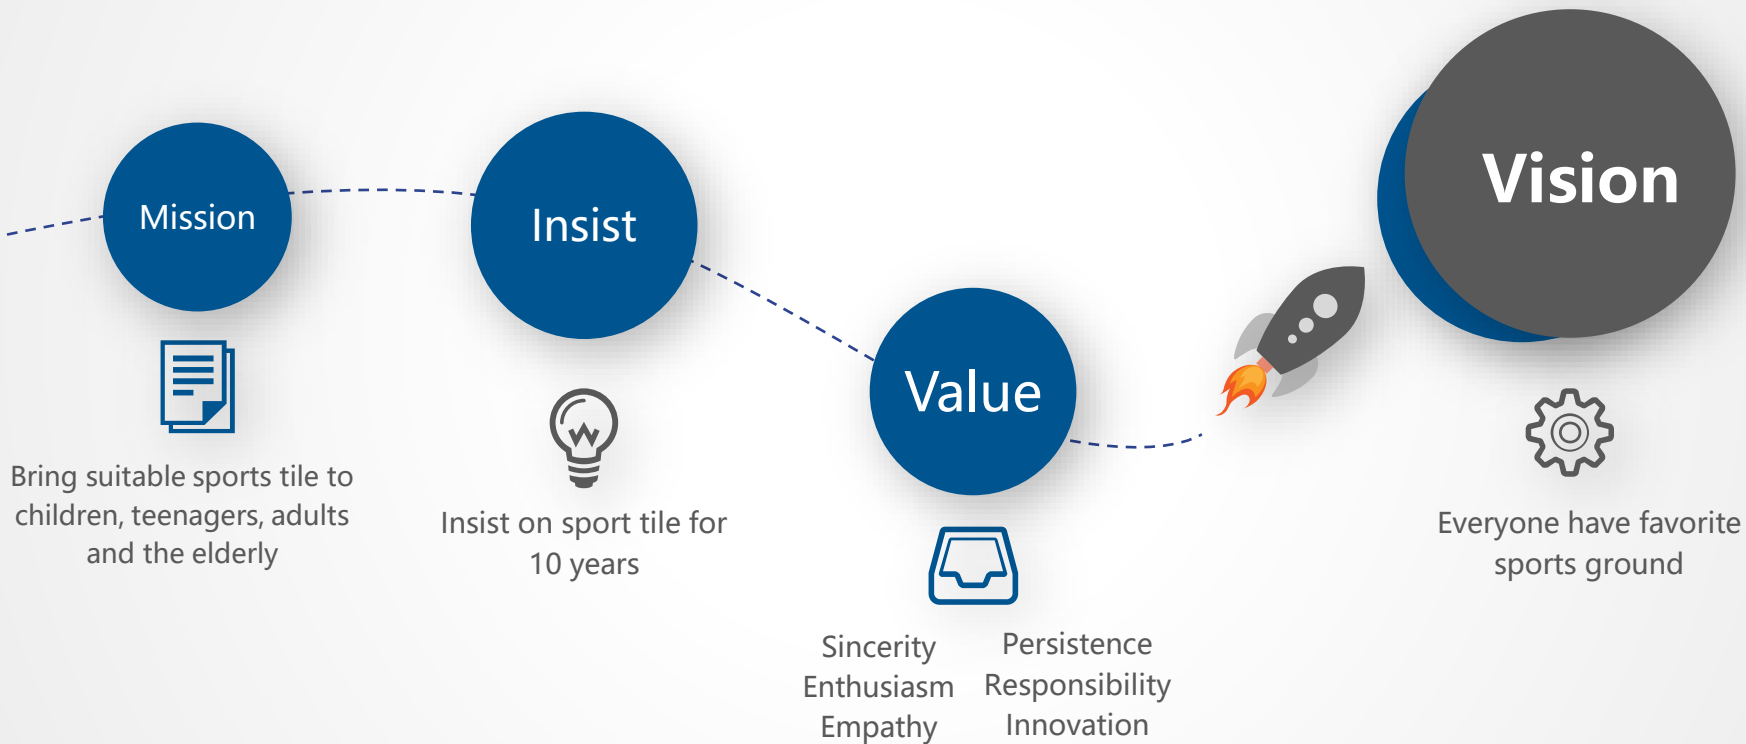 Mission
Bring suitable sports tile to
children, teenagers, adults
and the elderly
Insist
Insist on sport tile for
10 years
Value
Sincerity
Enthusiasm
Empathy
Persistence
Responsibility
Innovation
Vision
Everyone have favorite
sports ground